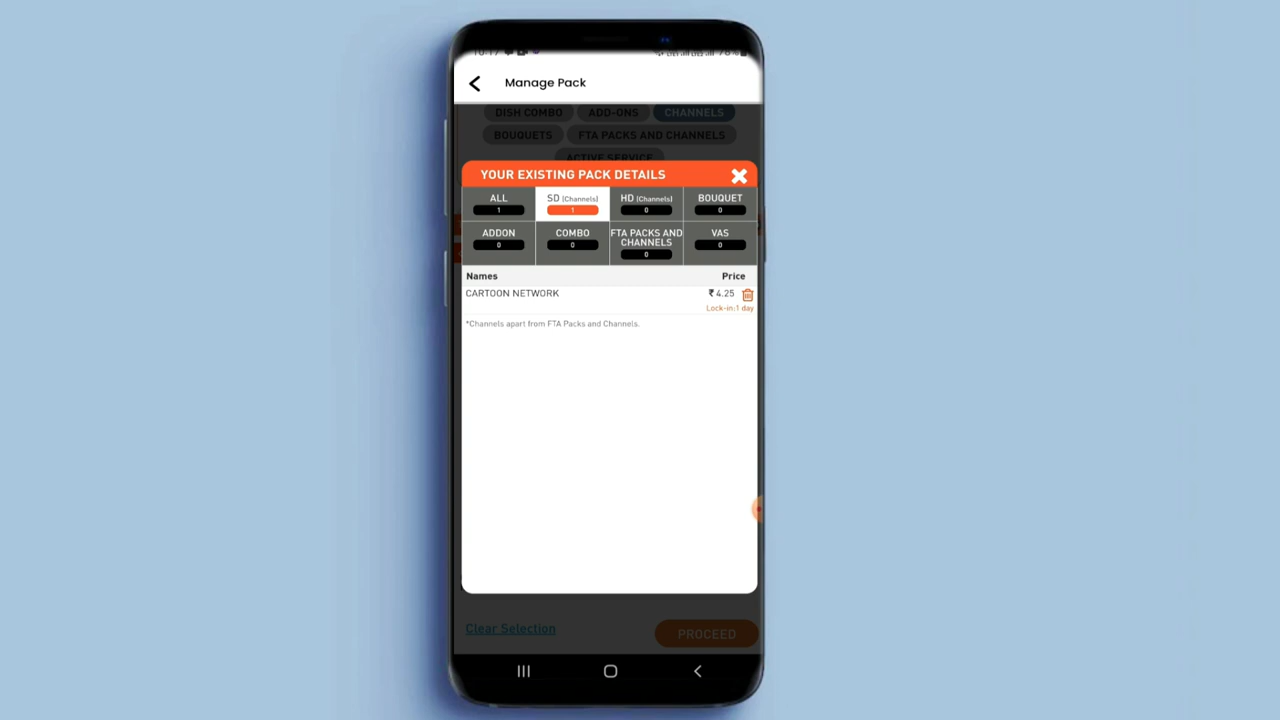 Manage Pack
DISH COMBO ADD-ONS CHANNELS
BOUQUETS FTA PACKS AND CHANNELS
ACTIVE SERVICE
YOUR EXISTING PACK DETAILS
ALL SD (Channels) HD (Channels) BOUQUET
1 1 0 0
ADDON COMBO FTA PACKS AND CHANNELS VAS
0 0 0 0
Names Price
CARTOON NETWORK ₹ 4.25
Lock-in:1 day
*Channels apart from FTA Packs and Channels.
Clear Selection PROCEED